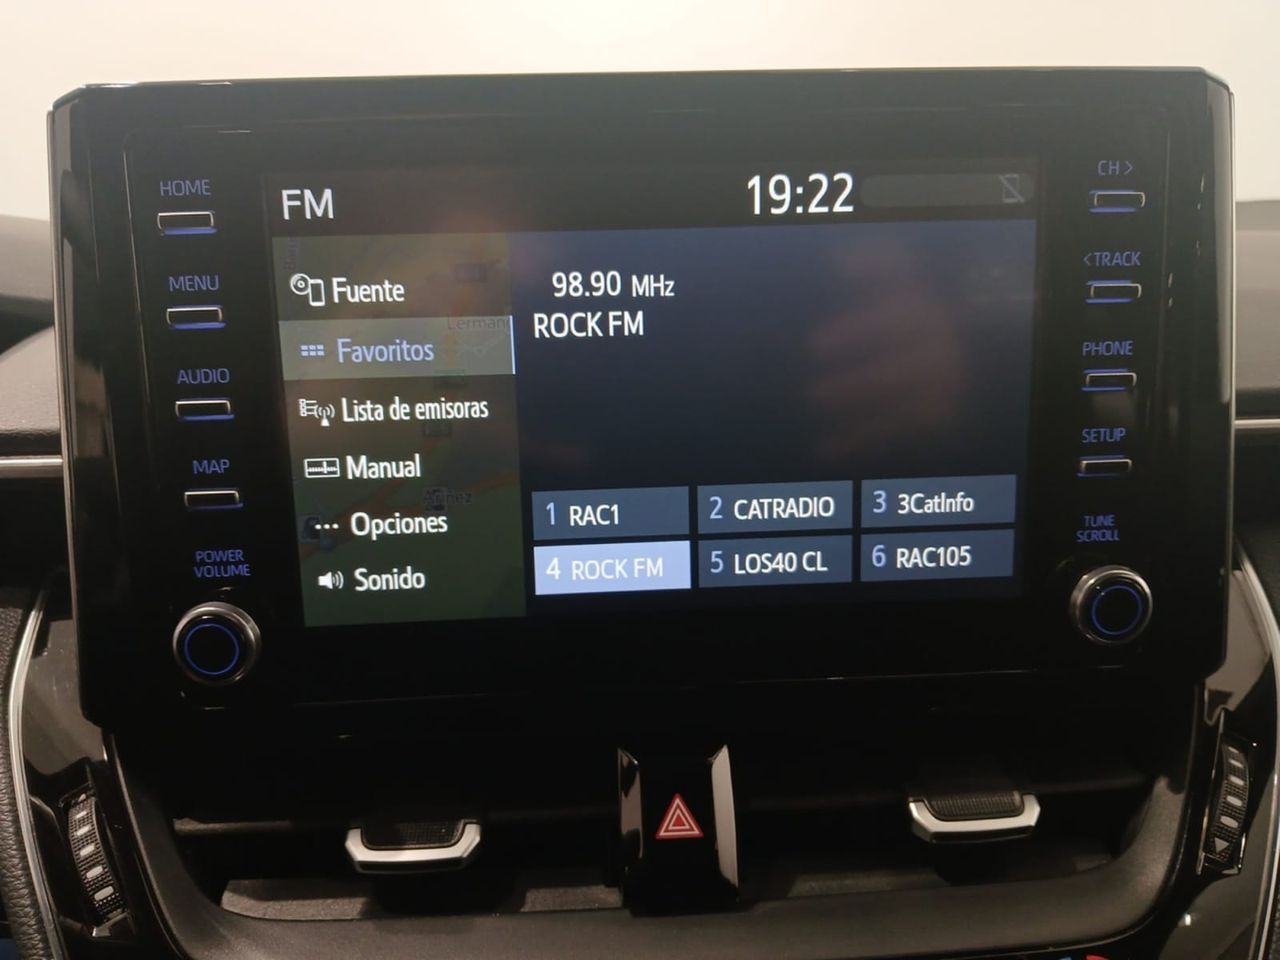 HOME
MENU
AUDIO
MAP
POWER
VOLUME
FM
19:22
Fuente
Favoritos
Lista de emisoras
Manual
Opciones
Sonido
98.90 MHz
ROCK FM
1 RAC1
2 CATRADIO
3 3CatInfo
4 ROCK FM
5 LOS40 CL
6 RAC105
CH >
< TRACK
PHONE
SETUP
TUNE
SCROLL